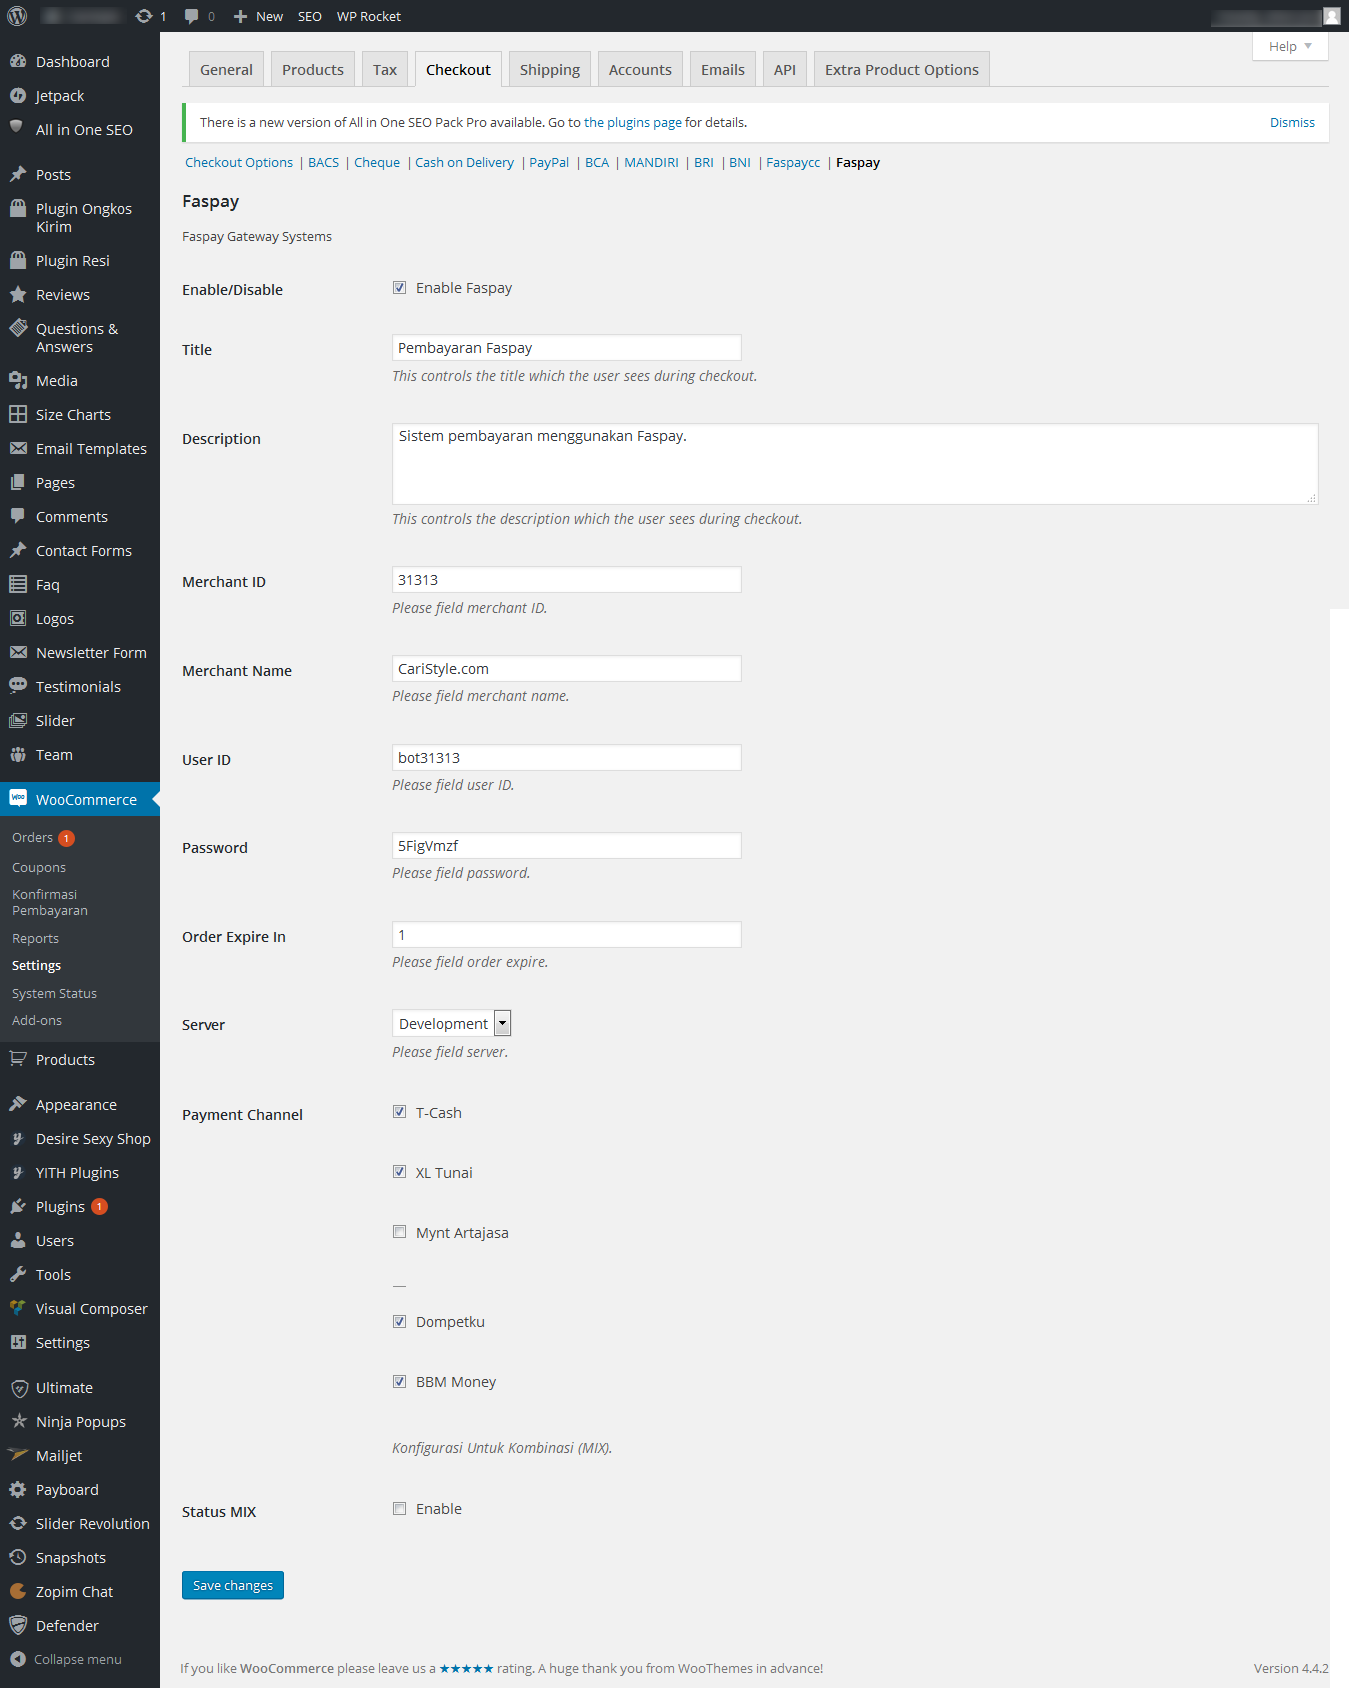 1 0 New SEO WP Rocket
Help
Dashboard
Jetpack
All in One SEO
Posts
Plugin Ongkos
Kirim
Plugin Resi
Reviews
Questions &
Answers
Media
Size Charts
Email Templates
Pages
Comments
Contact Forms
Faq
Logos
Newsletter Form
Testimonials
Slider
Team
WooCommerce
Orders 1
Coupons
Konfirmasi
Pembayaran
Reports
Settings
System Status
Add-ons
Products
Appearance
Desire Sexy Shop
YITH Plugins
Plugins 1
Users
Tools
Visual Composer
Settings
Ultimate
Ninja Popups
Mailjet
Payboard
Slider Revolution
Snapshots
Zopim Chat
Defender
Collapse menu
General Products Tax Checkout Shipping Accounts Emails API Extra Product Options
There is a new version of All in One SEO Pack Pro available. Go to the plugins page for details. Dismiss
Checkout Options | BACS | Cheque | Cash on Delivery | PayPal | BCA | MANDIRI | BRI | BNI | Faspaycc | Faspay
Faspay
Faspay Gateway Systems
Enable/Disable Enable Faspay
Title Pembayaran Faspay
This controls the title which the user sees during checkout.
Description Sistem pembayaran menggunakan Faspay.
This controls the description which the user sees during checkout.
Merchant ID 31313
Please field merchant ID.
Merchant Name CariStyle.com
Please field merchant name.
User ID bot31313
Please field user ID.
Password 5FigVmzf
Please field password.
Order Expire In 1
Please field order expire.
Server Development
Please field server.
Payment Channel T-Cash
XL Tunai
Mynt Artajasa
—
Dompetku
BBM Money
Konfigurasi Untuk Kombinasi (MIX).
Status MIX Enable
Save changes
If you like WooCommerce please leave us a ★★★★★ rating. A huge thank you from WooThemes in advance! Version 4.4.2